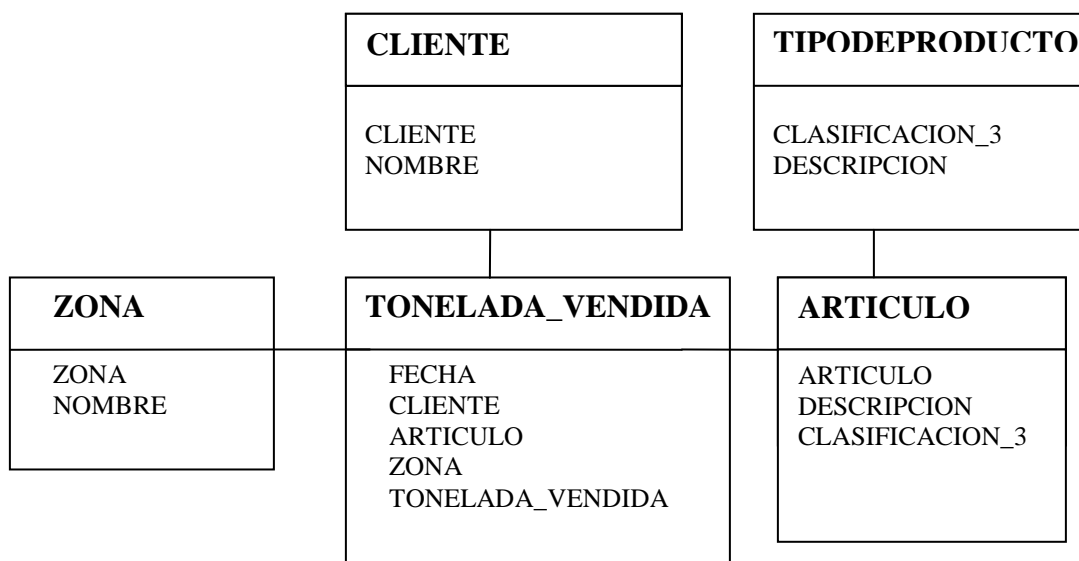 CLIENTE
CLIENTE
NOMBRE
TIPODEPRODUCTO
CLASIFICACION_3
DESCRIPCION
ZONA
ZONA
NOMBRE
TONELADA_VENDIDA
FECHA
CLIENTE
ARTICULO
ZONA
TONELADA_VENDIDA
ARTICULO
ARTICULO
DESCRIPCION
CLASIFICACION_3